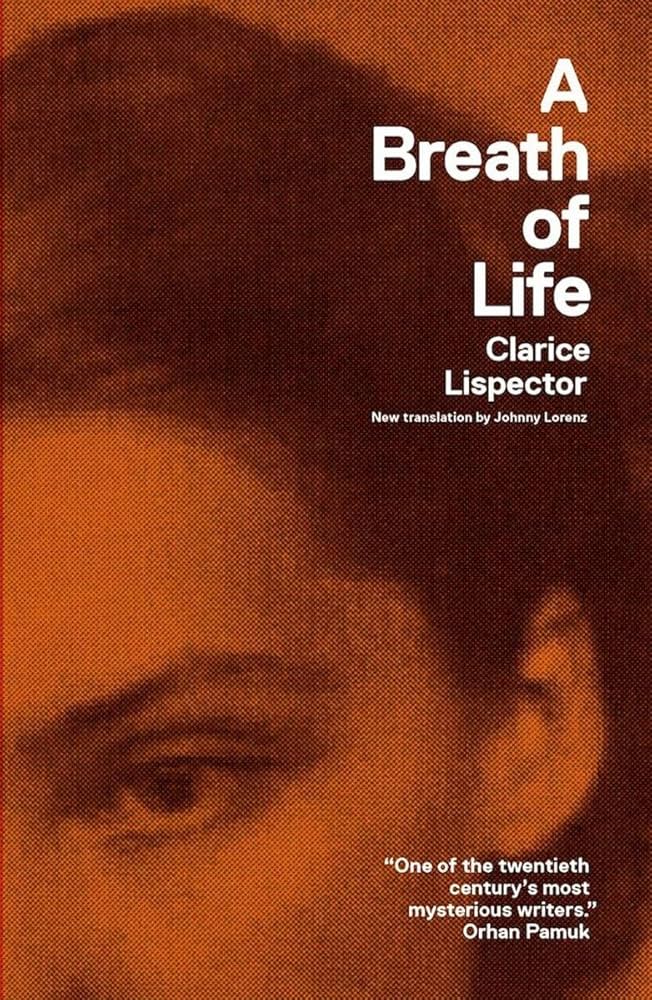 A
Breath
of
Life
Clarice
Lispector
New translation by Johnny Lorenz
“One of the twentieth
century’s most
mysterious writers.”
Orhan Pamuk